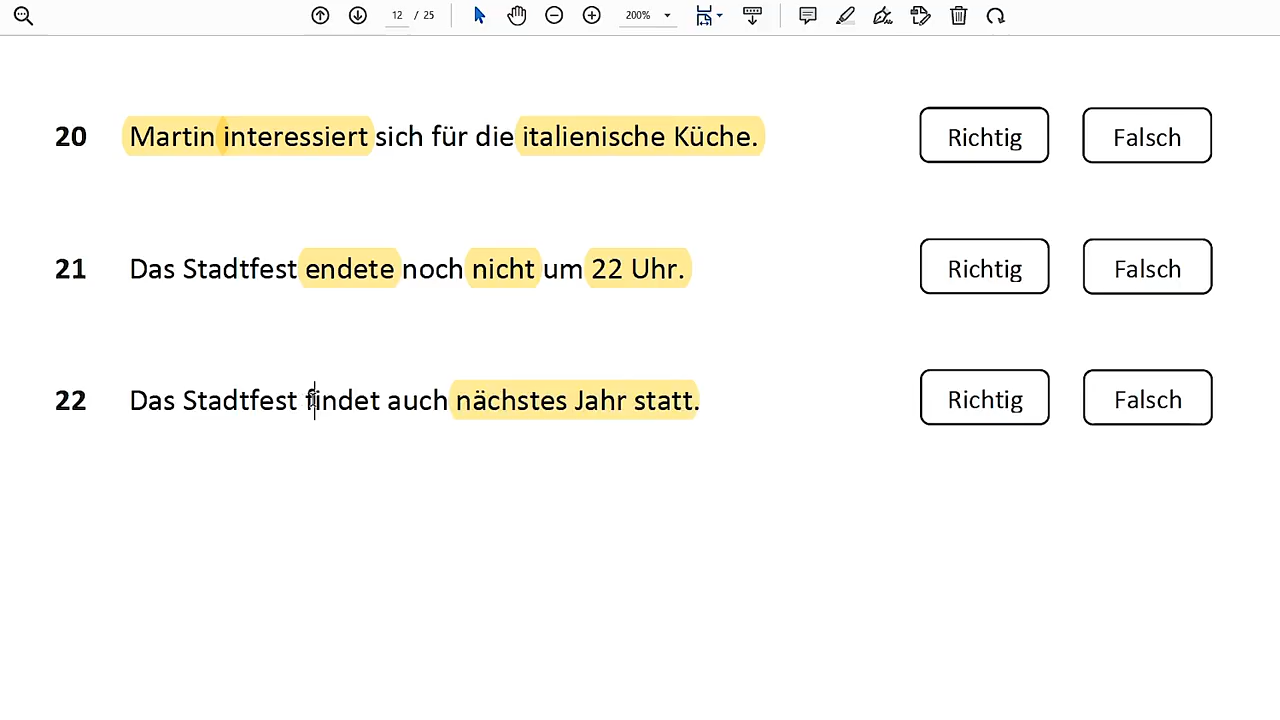 12 / 25 200%
20 Martin interessiert sich für die italienische Küche. Richtig Falsch
21 Das Stadtfest endete noch nicht um 22 Uhr. Richtig Falsch
22 Das Stadtfest findet auch nächstes Jahr statt. Richtig Falsch